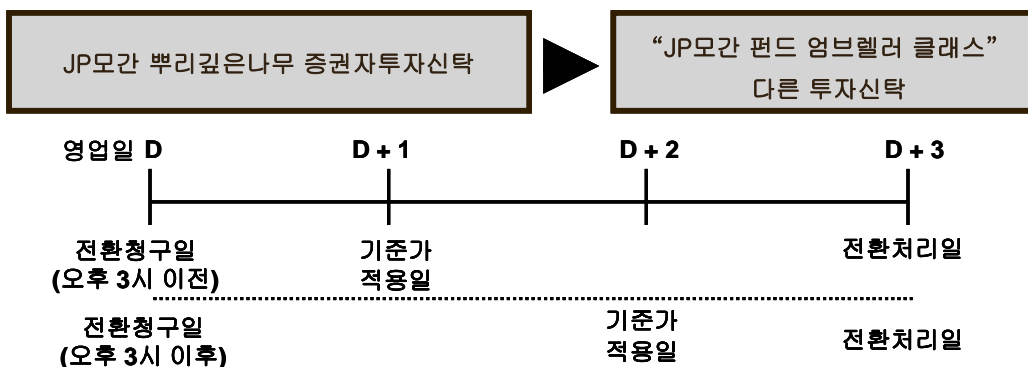 JP모간 뿌리깊은나무 증권자투자신탁
“JP모간 펀드 엄브렐러 클래스”
다른 투자신탁
영업일 D D + 1 D + 2 D + 3
전환청구일
(오후 3시 이전)
기준가
적용일
전환처리일
전환청구일
(오후 3시 이후)
기준가
적용일
전환처리일